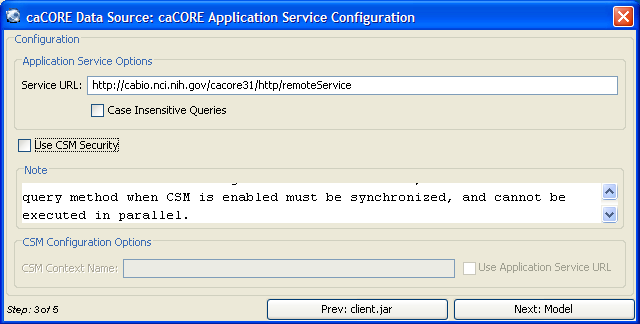 caCORE Data Source: caCORE Application Service Configuration
Configuration
Application Service Options
Service URL: http://cabio.nci.nih.gov/cacore31/http/remoteService
Case Insensitive Queries
Use CSM Security
Note
query method when CSM is enabled must be synchronized, and cannot be
executed in parallel.
CSM Configuration Options
CSM Context Name: Use Application Service URL
Step: 3 of 5 Prev: client.jar Next: Model